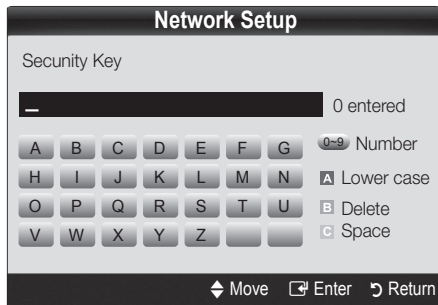 Network Setup
Security Key
_ 0 entered
A B C D E F G 0~9 Number
H I J K L M N A Lower case
O P Q R S T U B Delete
V W X Y Z C Space
Move Enter Return